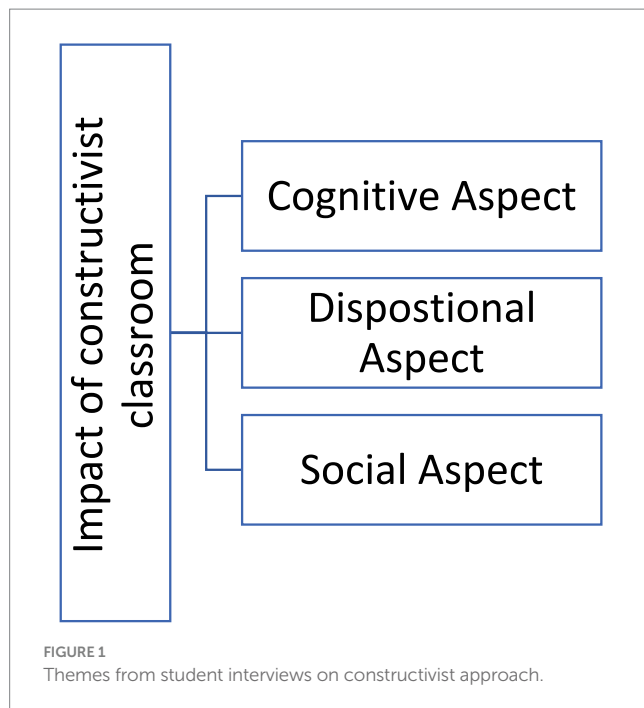 Impact of constructivist
classroom
Cognitive Aspect
Dispostional
Aspect
Social Aspect
FIGURE 1
Themes from student interviews on constructivist approach.